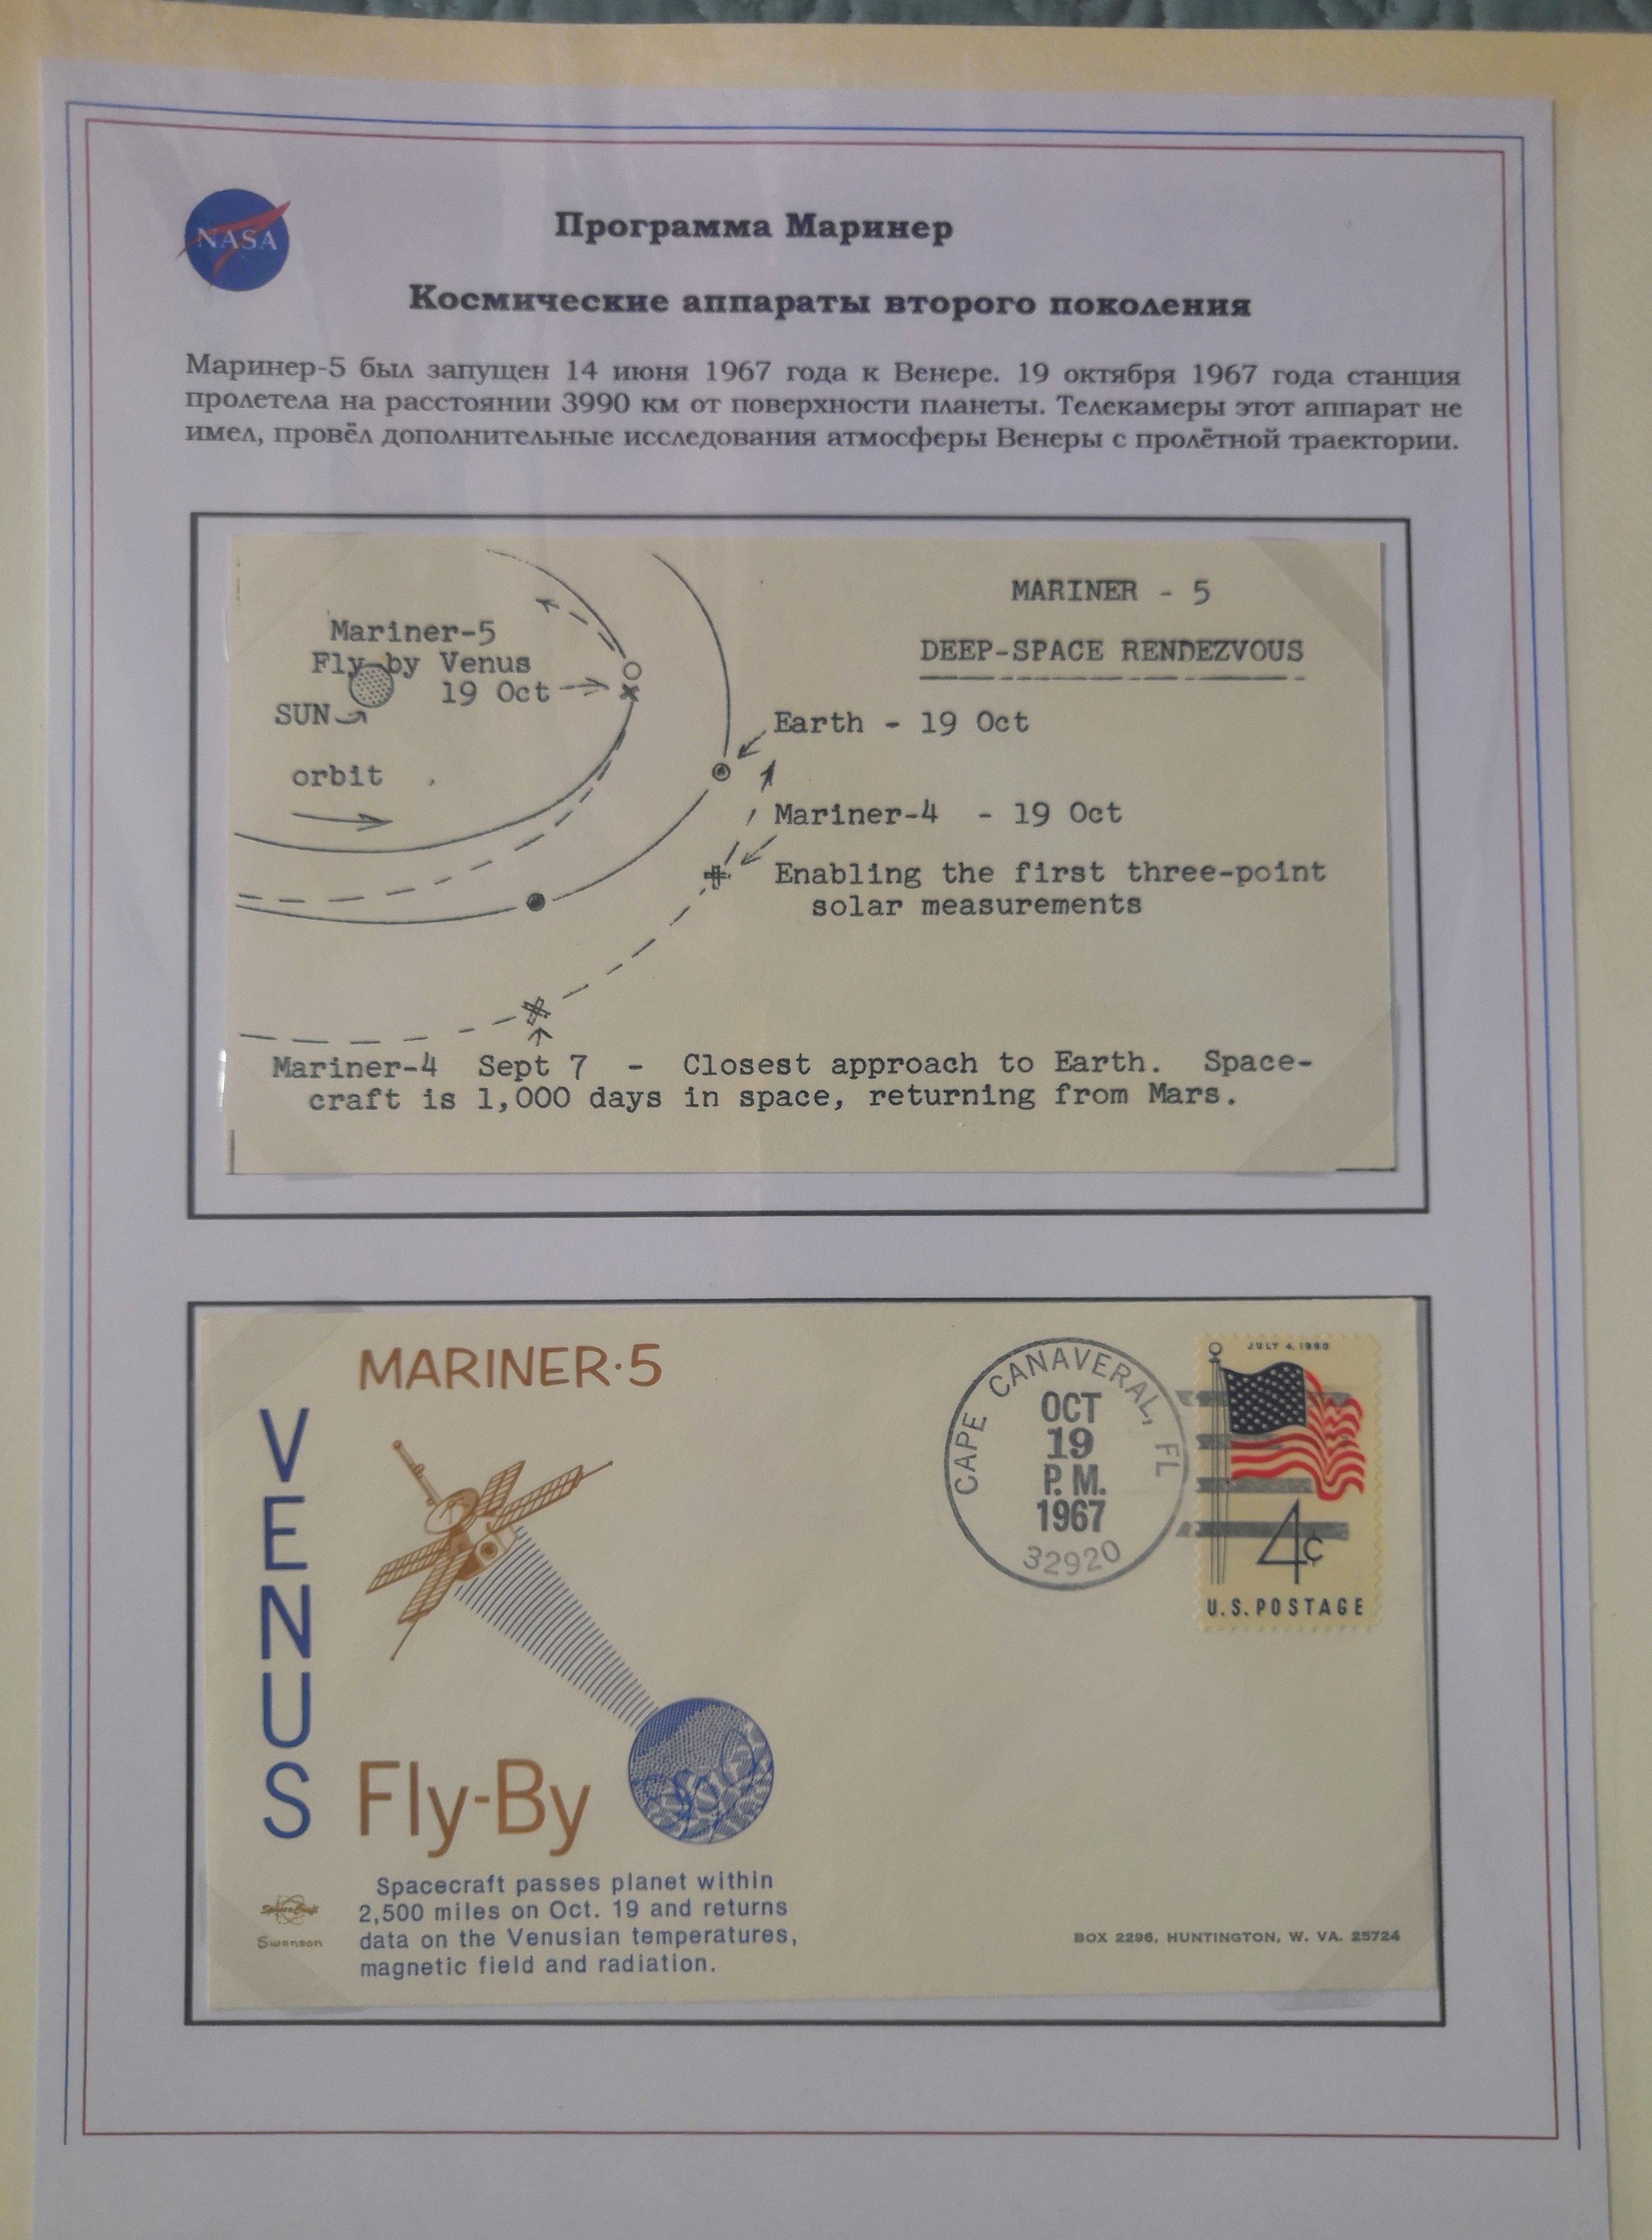 NASA
Программа Маринер
Космические аппараты второго поколения
Маринер-5 был запущен 14 июня 1967 года к Венере. 19 октября 1967 года станция
пролетела на расстоянии 3990 км от поверхности планеты. Телекамеры этот аппарат не
имел, провёл дополнительные исследования атмосферы Венеры с пролётной траектории.
MARINER - 5
DEEP-SPACE RENDEZVOUS
Mariner-5
Fly-by Venus
19 Oct
SUN
orbit
Earth - 19 Oct
Mariner-4 - 19 Oct
Enabling the first three-point
solar measurements
Mariner-4 Sept 7 - Closest approach to Earth. Space-
craft is 1,000 days in space, returning from Mars.
MARINER·5
VENUS
Fly-By
Spacecraft passes planet within
2,500 miles on Oct. 19 and returns
data on the Venusian temperatures,
magnetic field and radiation.
SpaceCraft
Swanson
CAPE CANAVERAL, FL
OCT
19
P.M.
1967
32920
JULY 4, 1960
4c
U.S. POSTAGE
BOX 2296, HUNTINGTON, W. VA. 25724